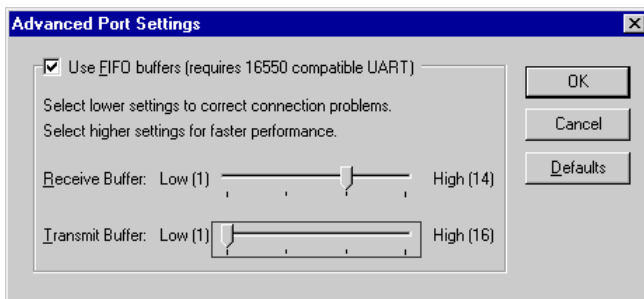 Advanced Port Settings
Use FIFO buffers (requires 16550 compatible UART)
Select lower settings to correct connection problems.
Select higher settings for faster performance.
Receive Buffer: Low (1) High (14)
Transmit Buffer: Low (1) High (16)
OK
Cancel
Defaults